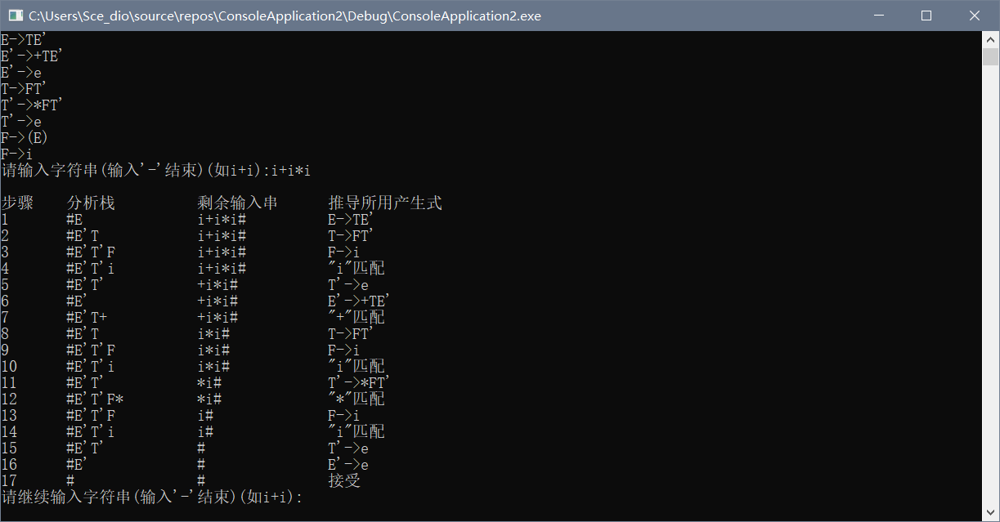 C:\Users\Sce_dio\source\repos\ConsoleApplication2\Debug\ConsoleApplication2.exe
E->TE'
E'->+TE'
E'->e
T->FT'
T'->*FT'
T'->e
F->(E)
F->i
请输入字符串(输入'-'结束)(如i+i):i+i*i

步骤    分析栈          剩余输入串      推导所用产生式
1       #E              i+i*i#          E->TE'
2       #E'T            i+i*i#          T->FT'
3       #E'T'F          i+i*i#          F->i
4       #E'T'i          i+i*i#          "i"匹配
5       #E'T'           +i*i#           T'->e
6       #E'             +i*i#           E'->+TE'
7       #E'T+           +i*i#           "+"匹配
8       #E'T            i*i#            T->FT'
9       #E'T'F          i*i#            F->i
10      #E'T'i          i*i#            "i"匹配
11      #E'T'           *i#             T'->*FT'
12      #E'T'F*         *i#             "*"匹配
13      #E'T'F          i#              F->i
14      #E'T'i          i#              "i"匹配
15      #E'T'           #               T'->e
16      #E'             #               E'->e
17      #               #               接受
请继续输入字符串(输入'-'结束)(如i+i):